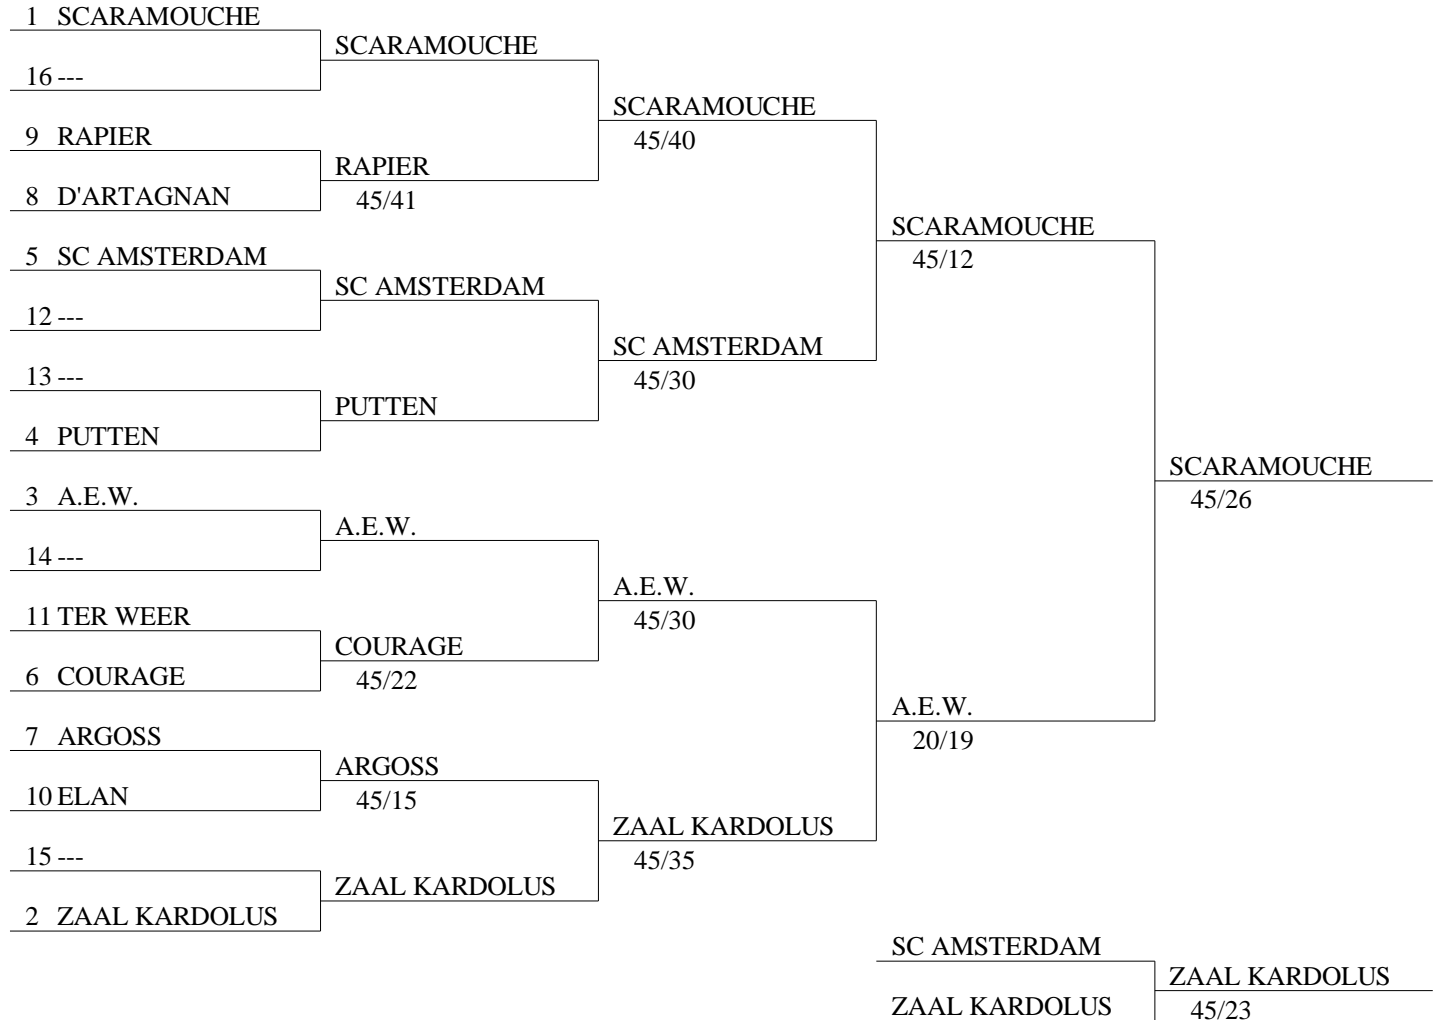 1 SCARAMOUCHE
SCARAMOUCHE
16 ---
SCARAMOUCHE
45/40
9 RAPIER
RAPIER
45/41
8 D'ARTAGNAN
SCARAMOUCHE
45/12
5 SC AMSTERDAM
SC AMSTERDAM
12 ---
SC AMSTERDAM
45/30
13 ---
PUTTEN
4 PUTTEN
SCARAMOUCHE
45/26
3 A.E.W.
A.E.W.
14 ---
A.E.W.
45/30
11 TER WEER
COURAGE
45/22
6 COURAGE
A.E.W.
20/19
7 ARGOSS
ARGOSS
45/15
10 ELAN
ZAAL KARDOLUS
45/35
15 ---
ZAAL KARDOLUS
2 ZAAL KARDOLUS
SC AMSTERDAM
ZAAL KARDOLUS
45/23
ZAAL KARDOLUS